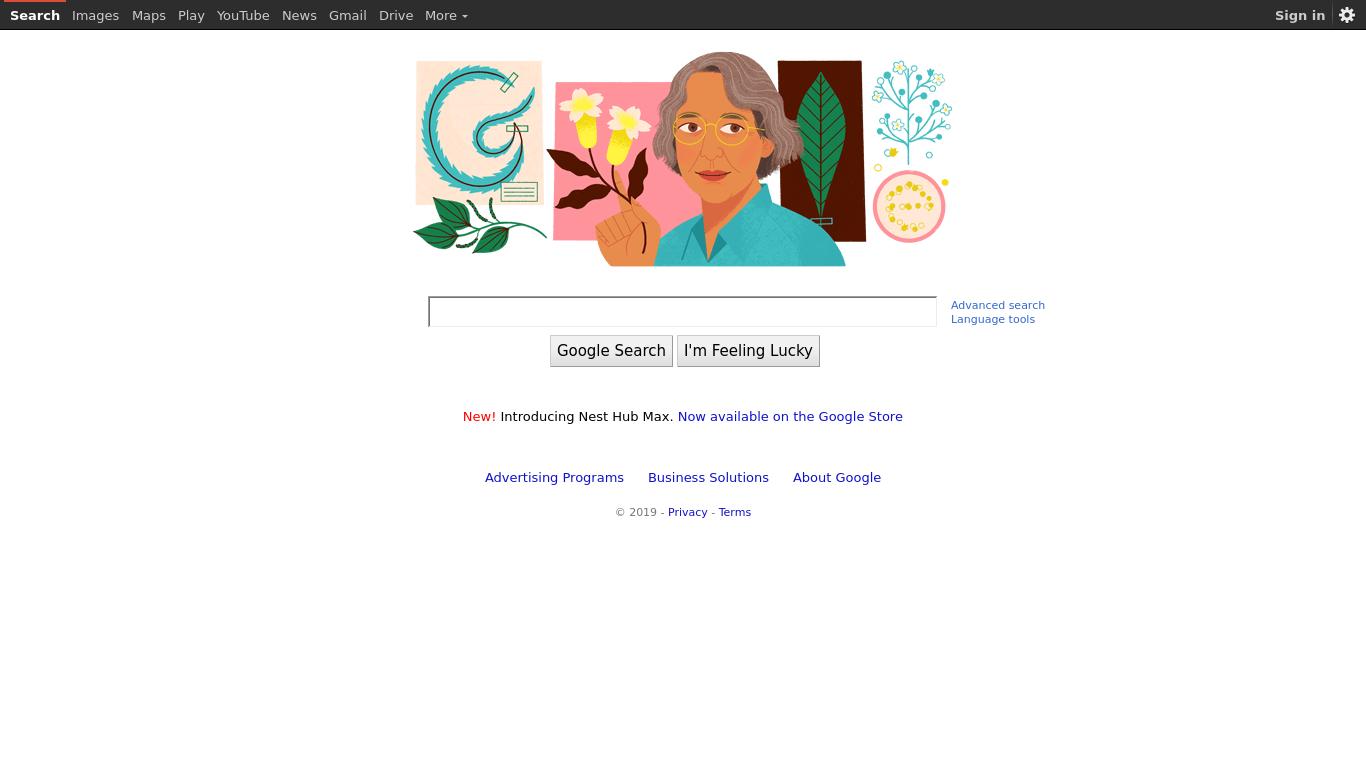 Search Images Maps Play YouTube News Gmail Drive More Sign in
Advanced search
Language tools
Google Search I'm Feeling Lucky
New! Introducing Nest Hub Max. Now available on the Google Store
Advertising Programs Business Solutions About Google
© 2019 - Privacy - Terms